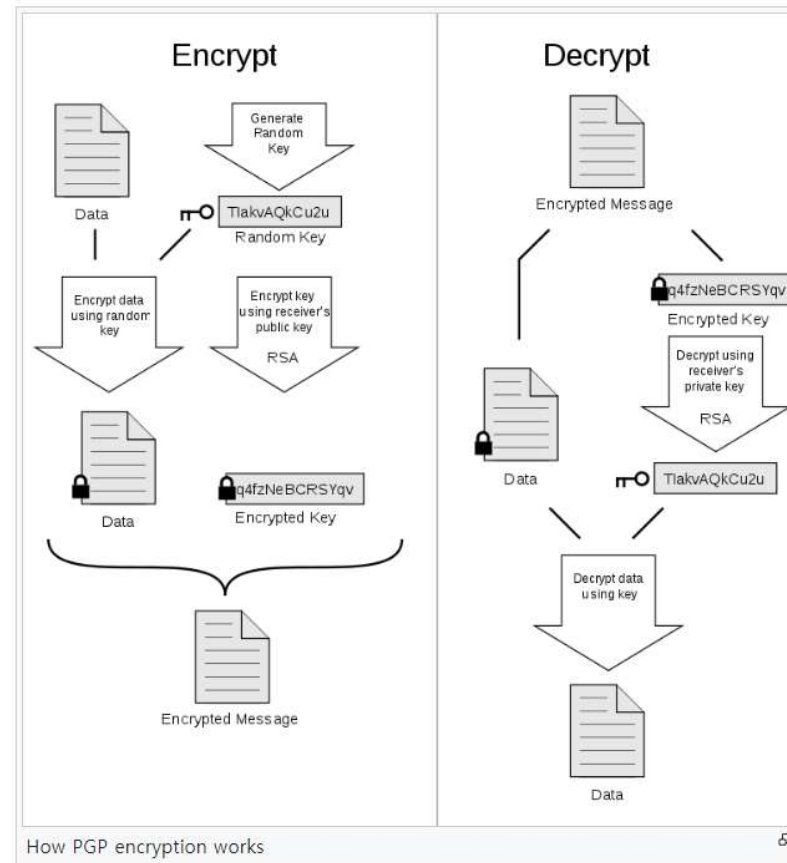 Encrypt
Generate
Random
Key
Data
TIakvAQkCu2u
Random Key
Encrypt data
using random
key
Encrypt key
using receiver's
public key
RSA
Data
q4fzNeBCRSYqv
Encrypted Key
Encrypted Message
Decrypt
Encrypted Message
q4fzNeBCRSYqv
Encrypted Key
Decrypt using
receiver's
private key
RSA
Data
TIakvAQkCu2u
Decrypt data
using key
Data
How PGP encryption works